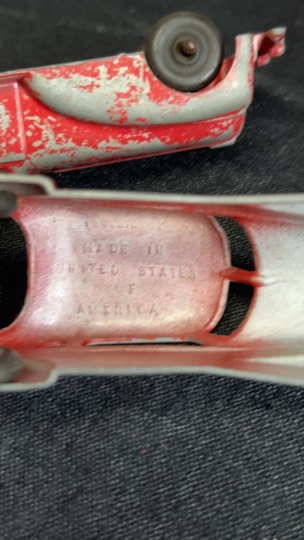 MADE IN
UNITED STATES
OF
AMERICA